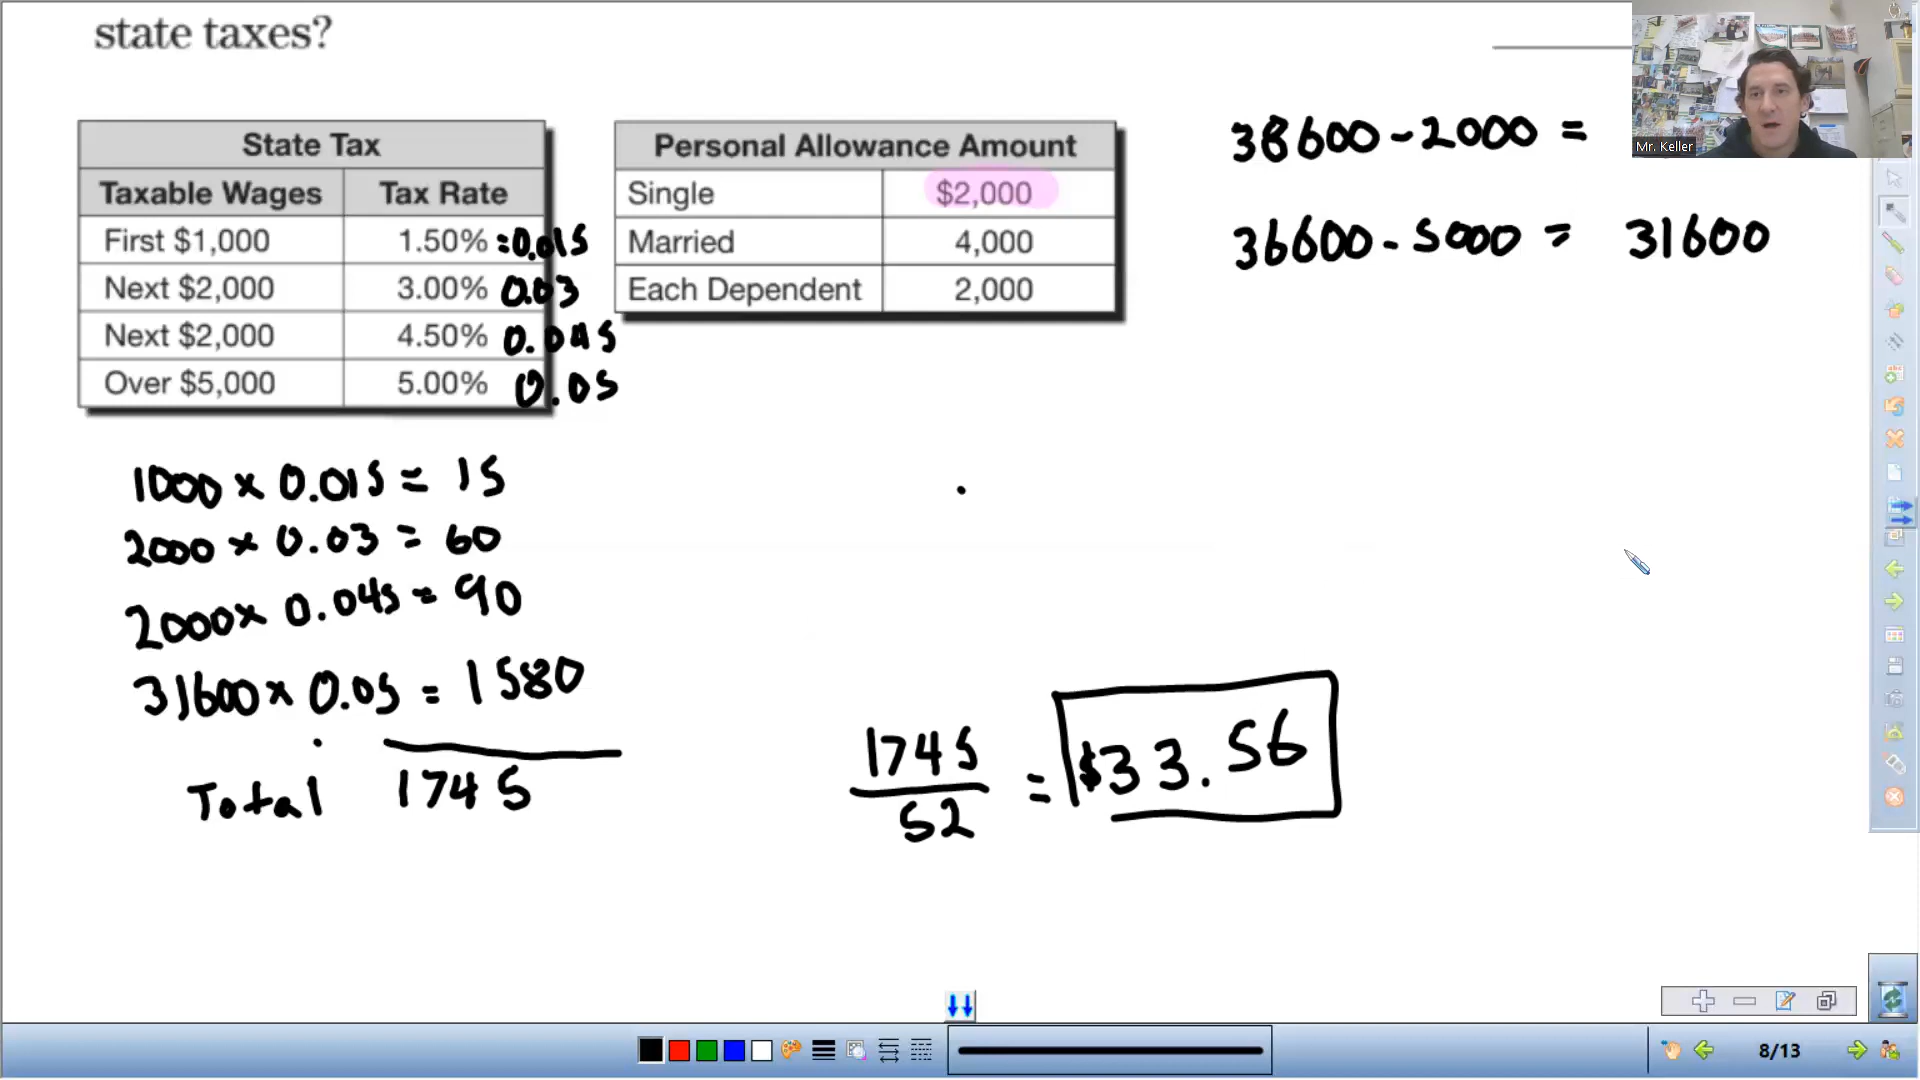 state taxes?
State Tax
Taxable Wages Tax Rate
First $1,000 1.50% =0.015
Next $2,000 3.00% 0.03
Next $2,000 4.50% 0.045
Over $5,000 5.00% 0.05
Personal Allowance Amount
Single $2,000
Married 4,000
Each Dependent 2,000
38600-2000 =
36600-5000 = 31600
Mr. Keller
1000 x 0.015 = 15
2000 x 0.03 = 60
2000x 0.045 = 90
31600x 0.05 = 1580
Total 1745
1745
52
= $33.56
8/13